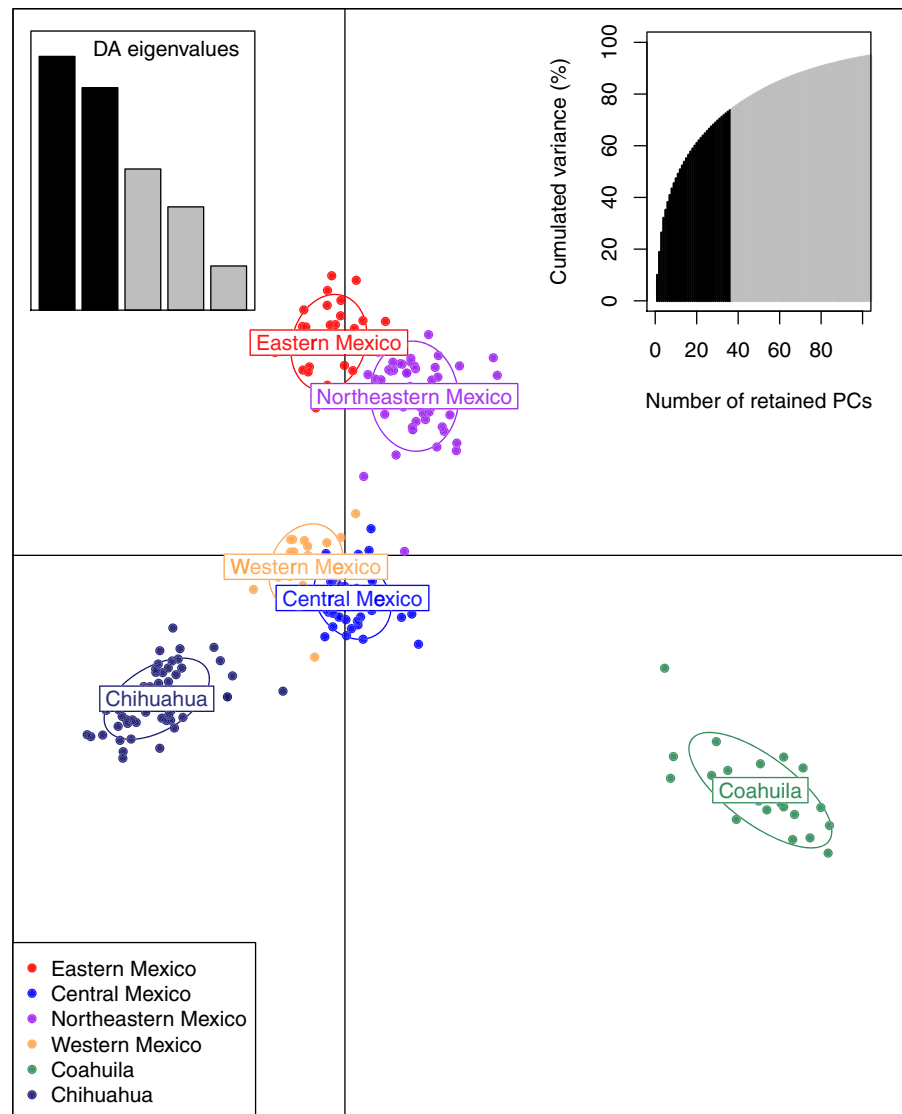 DA eigenvalues
Cumulated variance (%)
0
20
40
60
80
100
0 20 40 60 80
Number of retained PCs
Eastern Mexico
Northeastern Mexico
Western Mexico
Central Mexico
Chihuahua
Coahuila
Eastern Mexico
Central Mexico
Northeastern Mexico
Western Mexico
Coahuila
Chihuahua